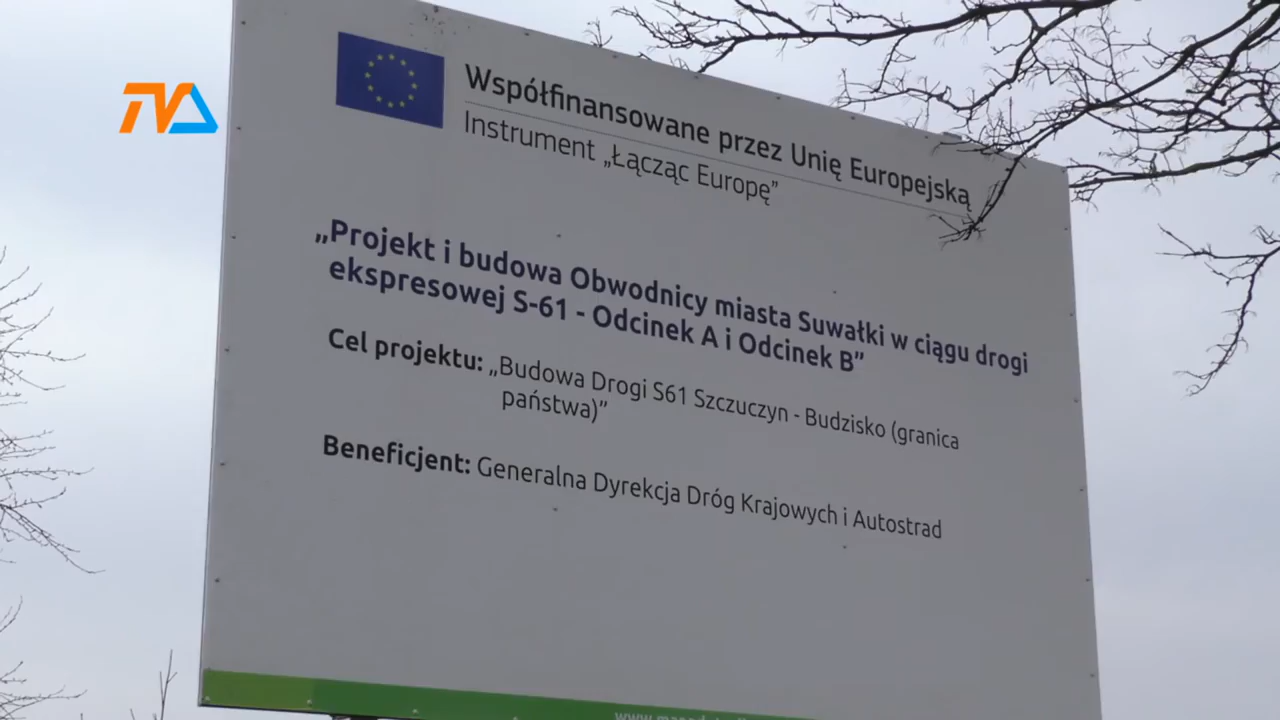 TVA
Współfinansowane przez Unię Europejską
Instrument „Łącząc Europę”
„Projekt i budowa Obwodnicy miasta Suwałki w ciągu drogi
ekspresowej S-61 - Odcinek A i Odcinek B”
Cel projektu: „Budowa Drogi S61 Szczuczyn - Budzisko (granica
państwa)”
Beneficjent: Generalna Dyrekcja Dróg Krajowych i Autostrad